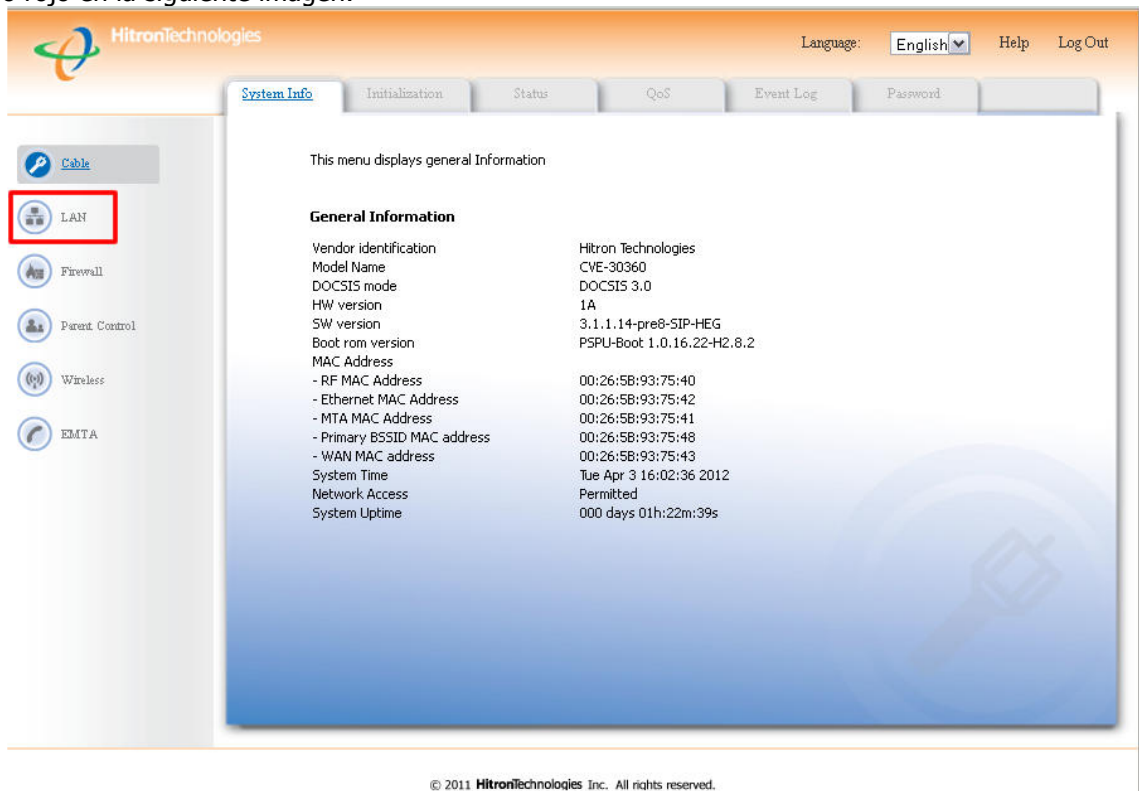 rojo en la siguiente imagen.
HitronTechnologies
Language: English Help Log Out
System Info Initialization Status QoS Event Log Password
Cable
LAN
Firewall
Parent Control
Wireless
EMTA
This menu displays general Information
General Information
Vendor identification Hitron Technologies
Model Name CVE-30360
DOCSIS mode DOCSIS 3.0
HW version 1A
SW version 3.1.1.14-pre8-SIP-HEG
Boot rom version PSPU-Boot 1.0.16.22-H2.8.2
MAC Address
- RF MAC Address 00:26:5B:93:75:40
- Ethernet MAC Address 00:26:5B:93:75:42
- MTA MAC Address 00:26:5B:93:75:41
- Primary BSSID MAC address 00:26:5B:93:75:48
- WAN MAC address 00:26:5B:93:75:43
System Time Tue Apr 3 16:02:36 2012
Network Access Permitted
System Uptime 000 days 01h:22m:39s
© 2011 HitronTechnologies Inc. All rights reserved.